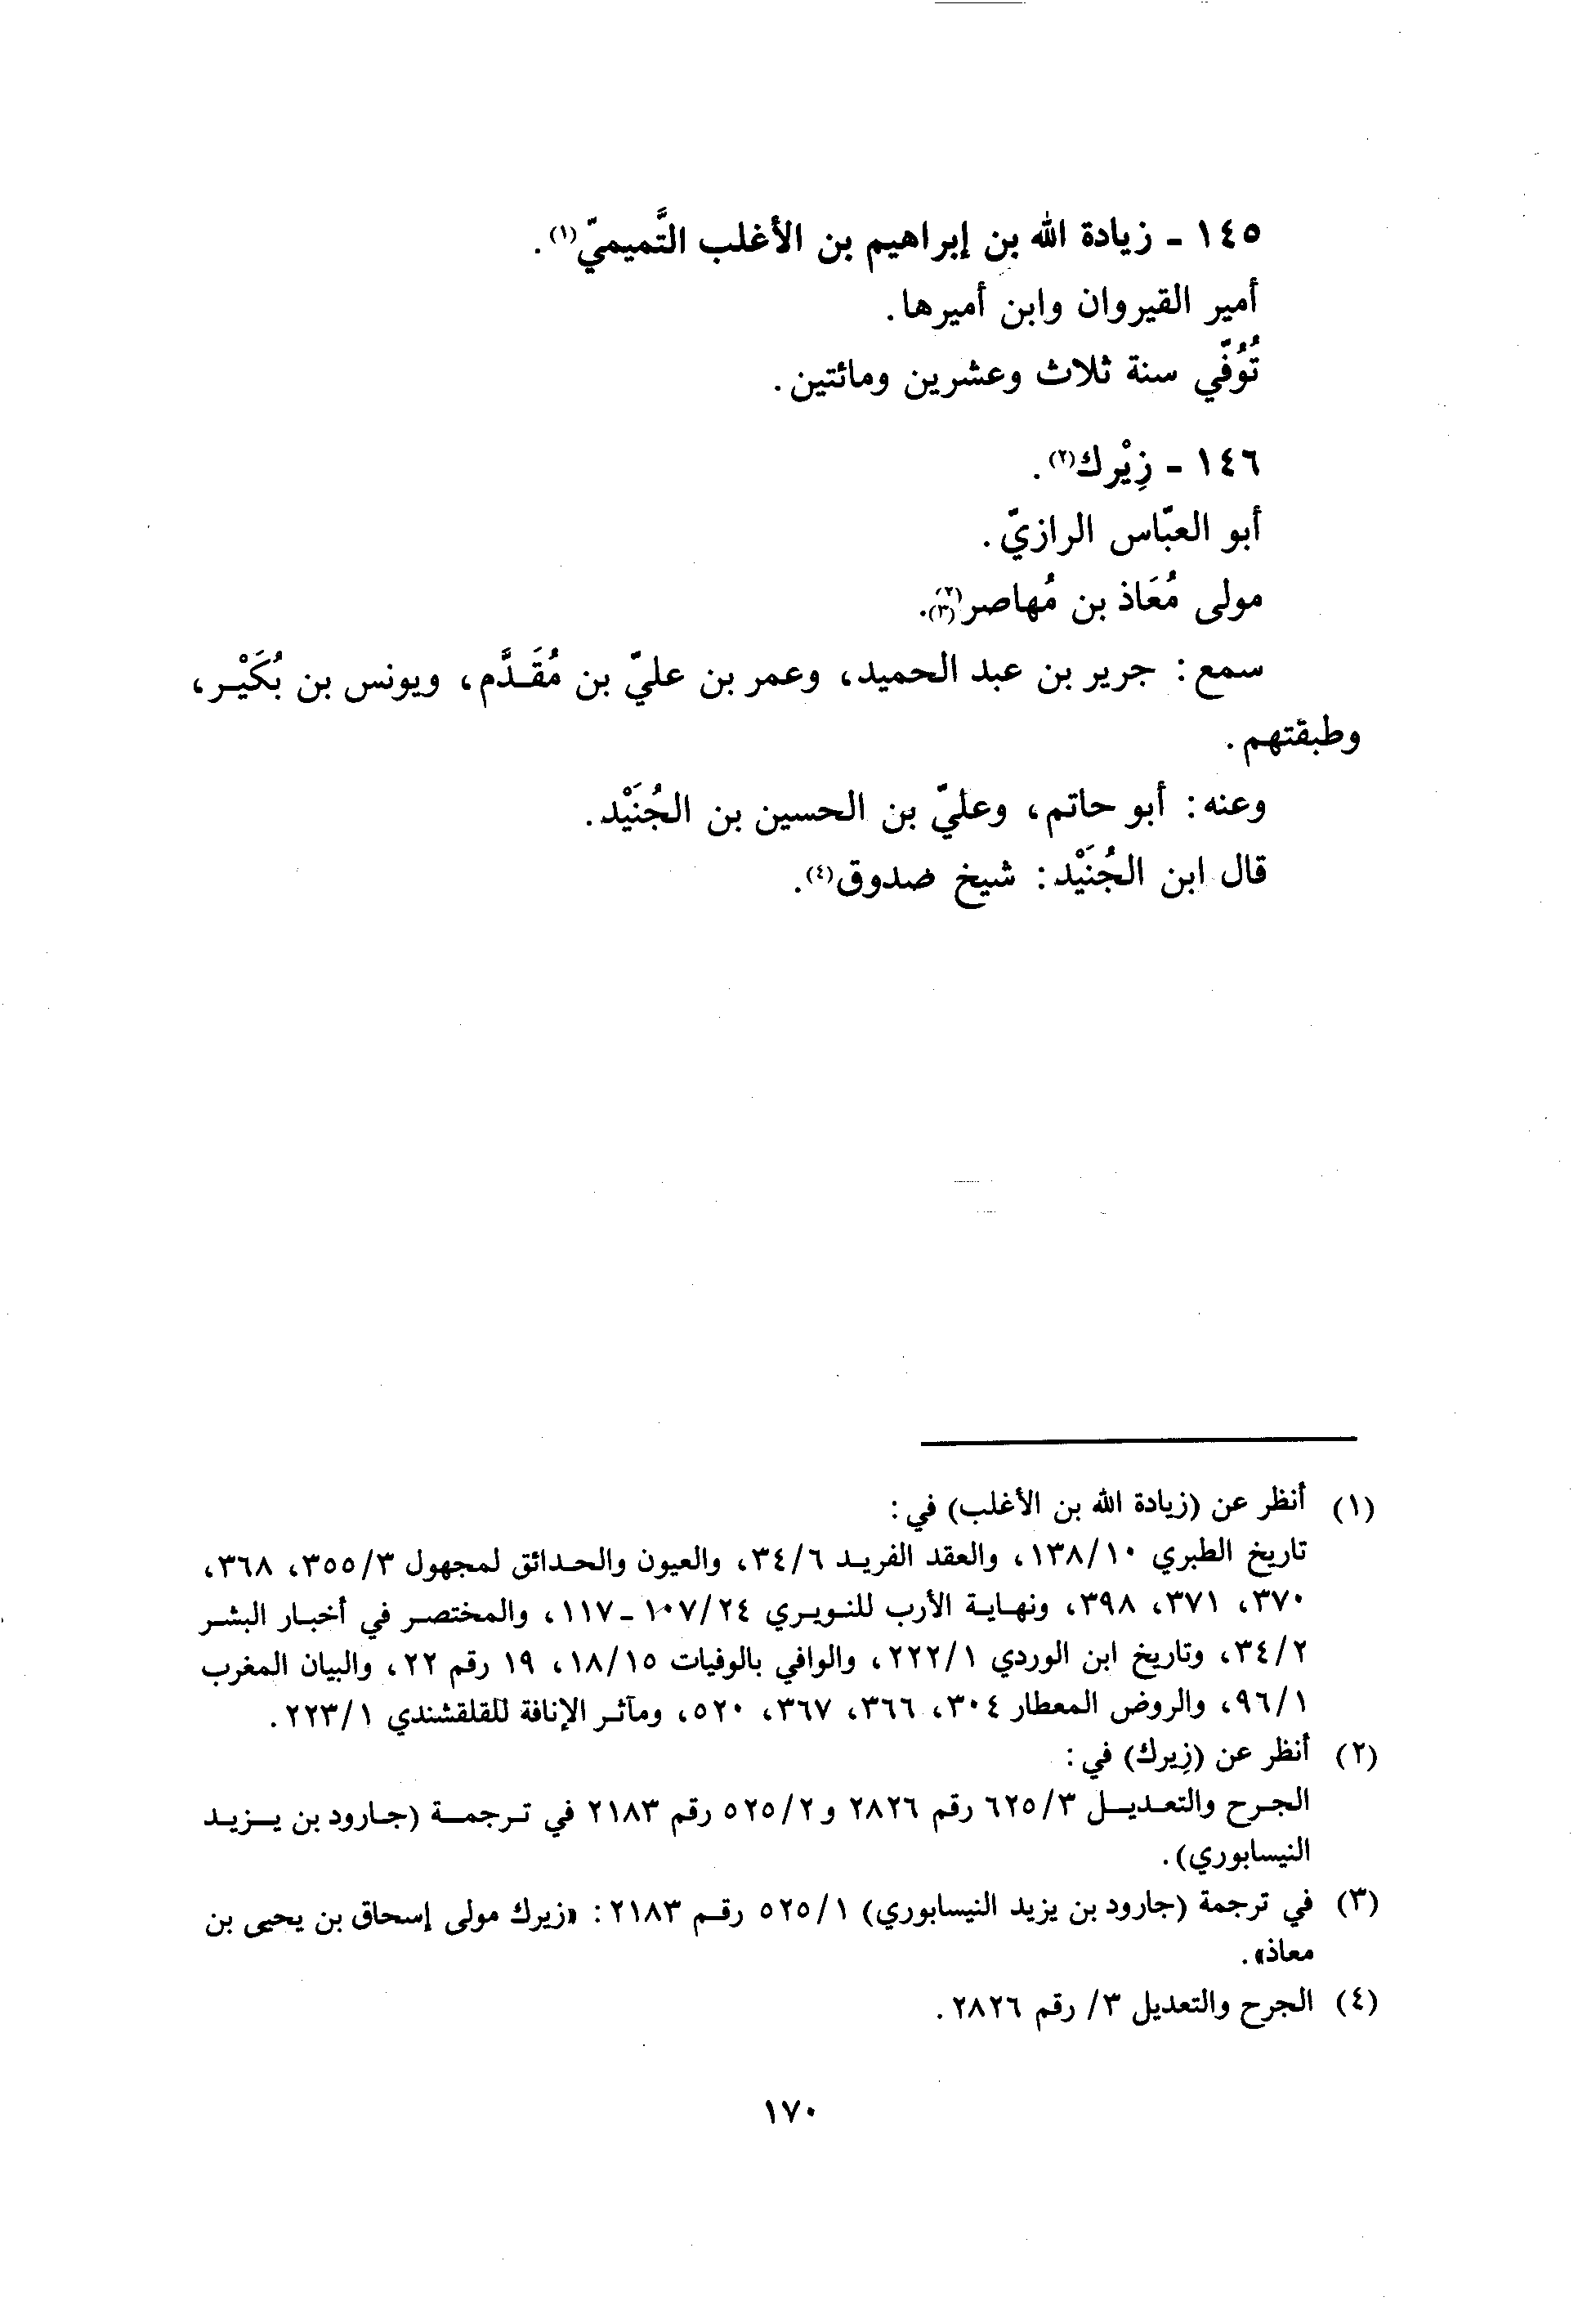 ١٤٥ - زيادة الله بن إبراهيم بن الأغلب التَّميميّ(١).
أمير القيروان وابن أميرها.
تُوُفّي سنة ثلاث وعشرين ومائتين.
١٤٦ - زِيْرك(٢).
أبو العبّاس الرازيّ.
مولى مُعَاذ بن مُهاصر(٣).
سمع: جرير بن عبد الحميد، وعمر بن عليّ بن مُقَدَّم، ويونس بن بُكَيْر،
وطبقتهم.
وعنه: أبو حاتم، وعليّ بن الحسين بن الجُنَيْد.
قال ابن الجُنَيْد: شيخ صدوق(٤).
(١) أنظر عن (زيادة الله بن الأغلب) في:
تاريخ الطبري ١٣٨/١٠، والعقد الفريد ٣٤/٦، والعيون والحدائق لمجهول ٣٥٥/٣، ٣٦٨،
٣٧٠، ٣٧١، ٣٩٨، ونهاية الأرب للنويري ١٠٧/٢٤ - ١١٧، والمختصر في أخبار البشر
٣٤/٢، وتاريخ ابن الوردي ٢٢٢/١، والوافي بالوفيات ١٨/١٥، ١٩ رقم ٢٢، والبيان المغرب
٩٦/١، والروض المعطار ٣٠٤، ٣٦٦، ٣٦٧، ٥٢٠، ومآثر الإنافة للقلقشندي ٢٢٣/١.
(٢) أنظر عن (زِيرك) في:
الجرح والتعديل ٦٢٥/٣ رقم ٢٨٢٦ و٥٢٥/٢ رقم ٢١٨٣ في ترجمة (جارود بن يزيد
النيسابوري).
(٣) في ترجمة (جارود بن يزيد النيسابوري) ٥٢٥/١ رقم ٢١٨٣: «زيرك مولى إسحاق بن يحيى بن
معاذ».
(٤) الجرح والتعديل ٣/ رقم ٢٨٢٦.
١٧٠